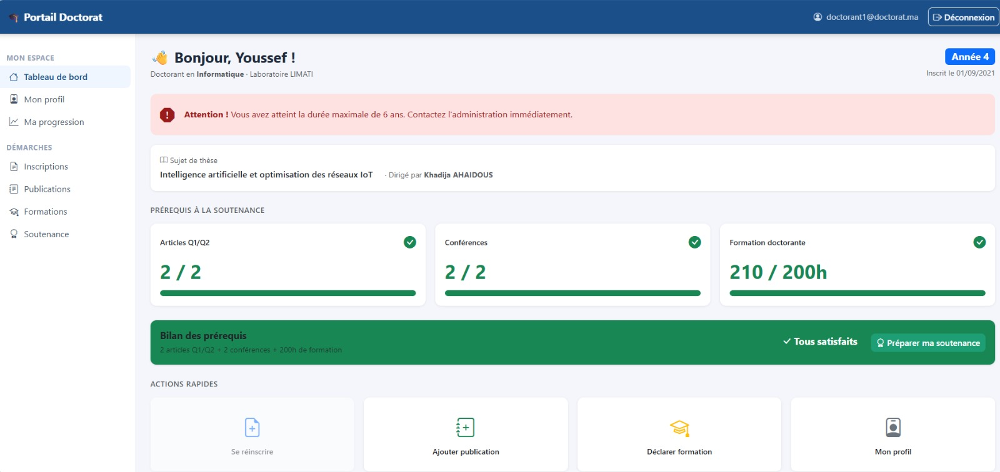 Portail Doctorat
doctorant1@doctorat.ma
Déconnexion
MON ESPACE
Tableau de bord
Mon profil
Ma progression
DÉMARCHES
Inscriptions
Publications
Formations
Soutenance
Bonjour, Youssef !
Doctorant en Informatique · Laboratoire LIMATI
Année 4
Inscrit le 01/09/2021
Attention ! Vous avez atteint la durée maximale de 6 ans. Contactez l'administration immédiatement.
Sujet de thèse
Intelligence artificielle et optimisation des réseaux IoT · Dirigé par Khadija AHAIDOUS
PRÉREQUIS À LA SOUTENANCE
Articles Q1/Q2
2 / 2
Conférences
2 / 2
Formation doctorante
210 / 200h
Bilan des prérequis
2 articles Q1/Q2 + 2 conférences + 200h de formation
Tous satisfaits
Préparer ma soutenance
ACTIONS RAPIDES
Se réinscrire
Ajouter publication
Déclarer formation
Mon profil